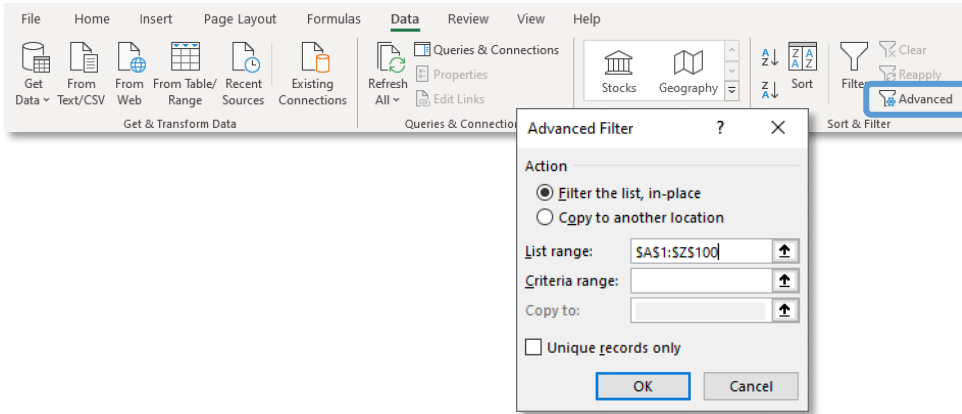 File Home Insert Page Layout Formulas Data Review View Help
Queries & Connections
Properties
Edit Links
Get Data
From Text/CSV
From Web
From Table/ Range
Recent Sources
Existing Connections
Refresh All
Stocks
Geography
Sort
Filter
Clear
Reapply
Advanced
Get & Transform Data
Queries & Connection
Sort & Filter
Advanced Filter ? X
Action
Filter the list, in-place
Copy to another location
List range: $A$1:$Z$100
Criteria range:
Copy to:
Unique records only
OK Cancel